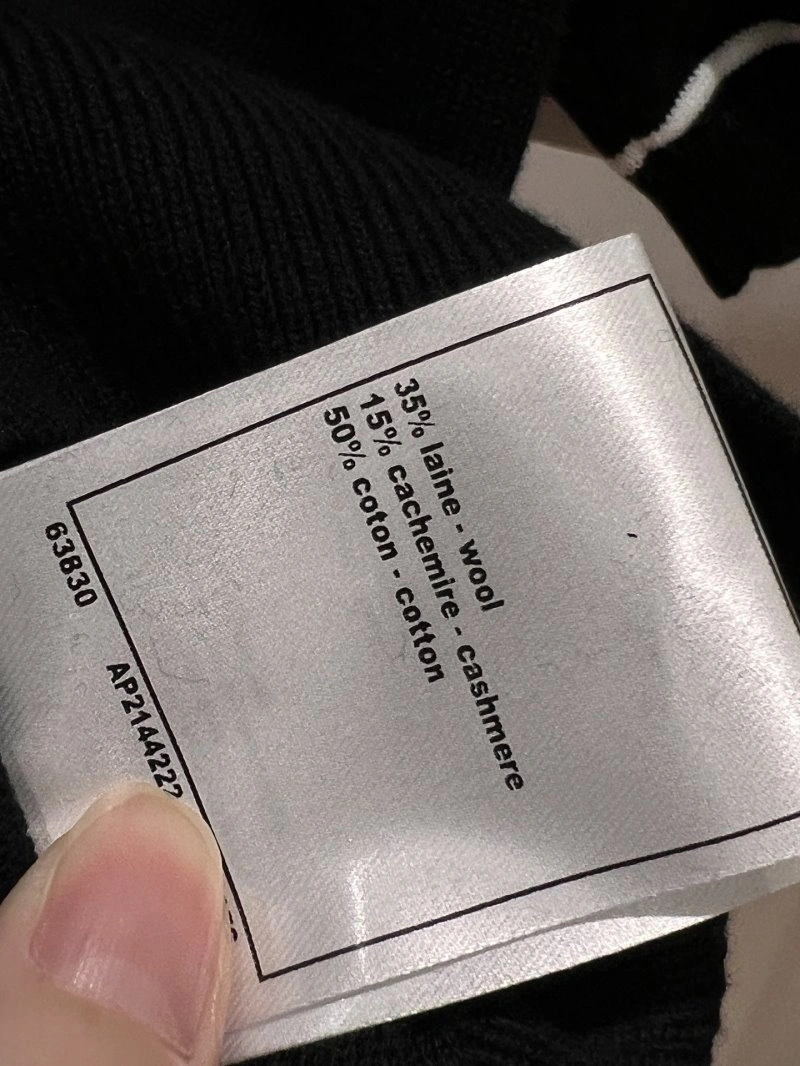 35% laine - wool
15% cachemire - cashmere
50% coton - cotton
63830 AP2144222